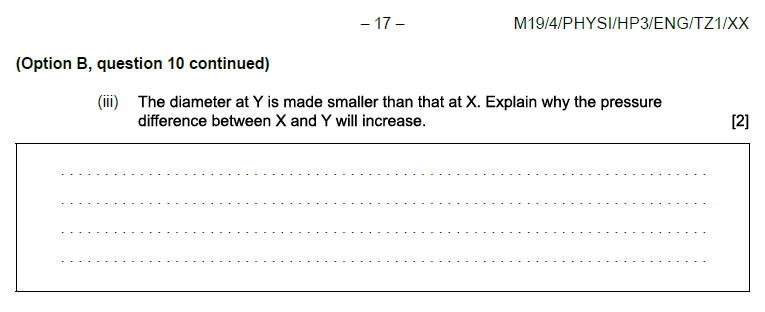 – 17 –
M19/4/PHYSI/HP3/ENG/TZ1/XX
(Option B, question 10 continued)
(iii) The diameter at Y is made smaller than that at X. Explain why the pressure
difference between X and Y will increase. [2]